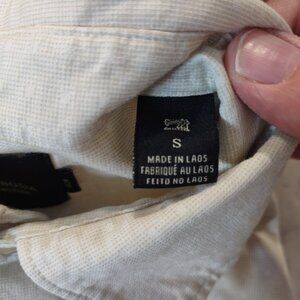 S
MADE IN LAOS
FABRIQUÉ AU LAOS
FEITO NO LAOS